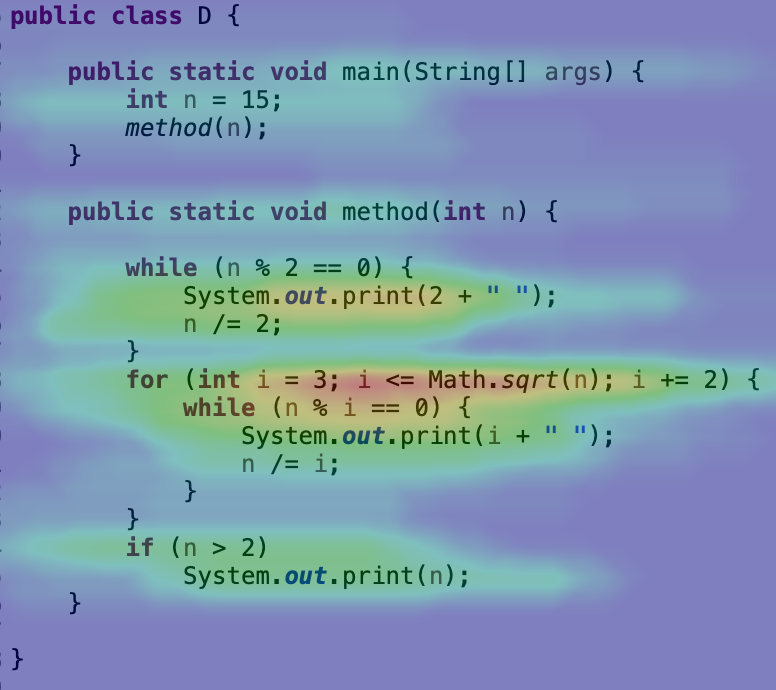 public class D {
public static void main(String[] args) {
int n = 15;
method(n);
}
public static void method(int n) {
while (n % 2 == 0) {
System.out.print(2 + " ");
n /= 2;
}
for (int i = 3; i <= Math.sqrt(n); i += 2) {
while (n % i == 0) {
System.out.print(i + " ");
n /= i;
}
}
if (n > 2)
System.out.print(n);
}
}